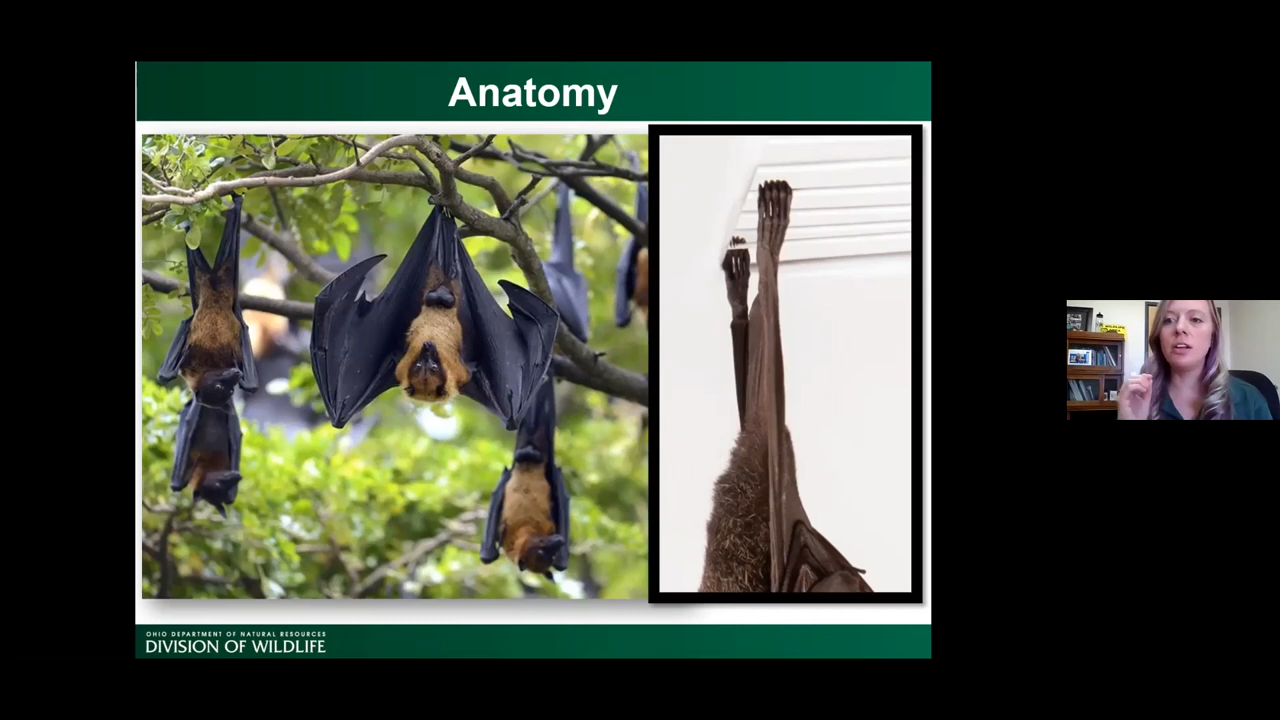 Anatomy
OHIO DEPARTMENT OF NATURAL RESOURCES
DIVISION OF WILDLIFE